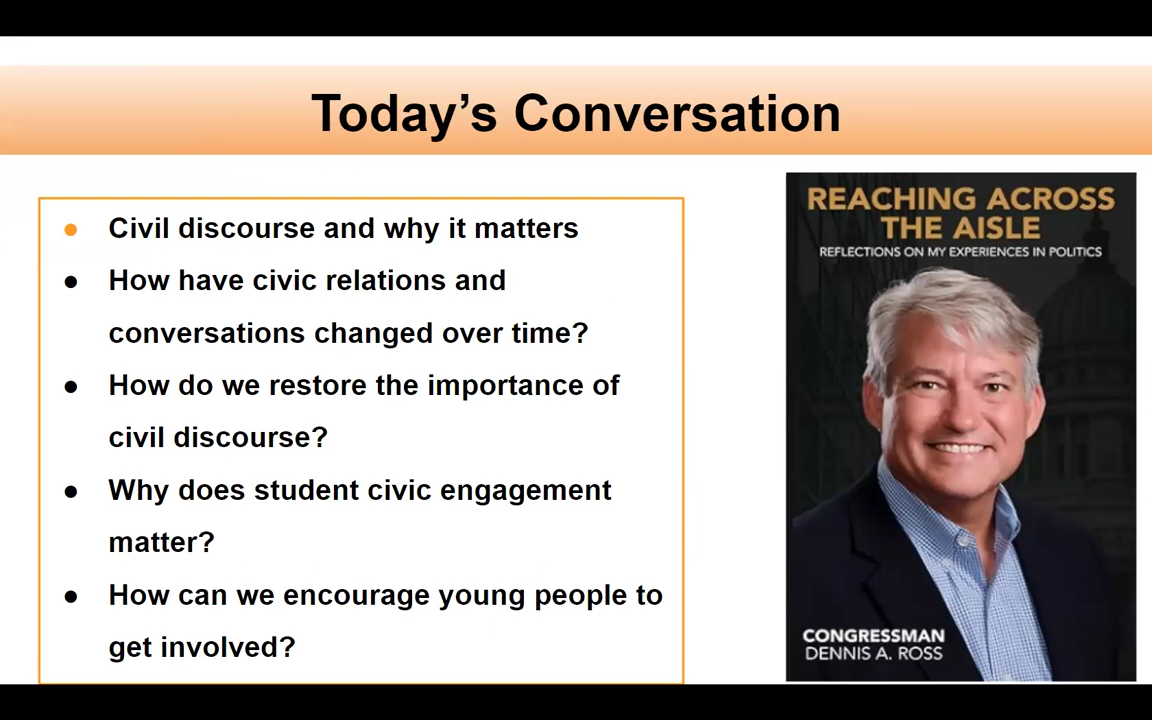 Today's Conversation
● Civil discourse and why it matters
● How have civic relations and
conversations changed over time?
● How do we restore the importance of
civil discourse?
● Why does student civic engagement
matter?
● How can we encourage young people to
get involved?
REACHING ACROSS
THE AISLE
REFLECTIONS ON MY EXPERIENCES IN POLITICS
CONGRESSMAN
DENNIS A. ROSS